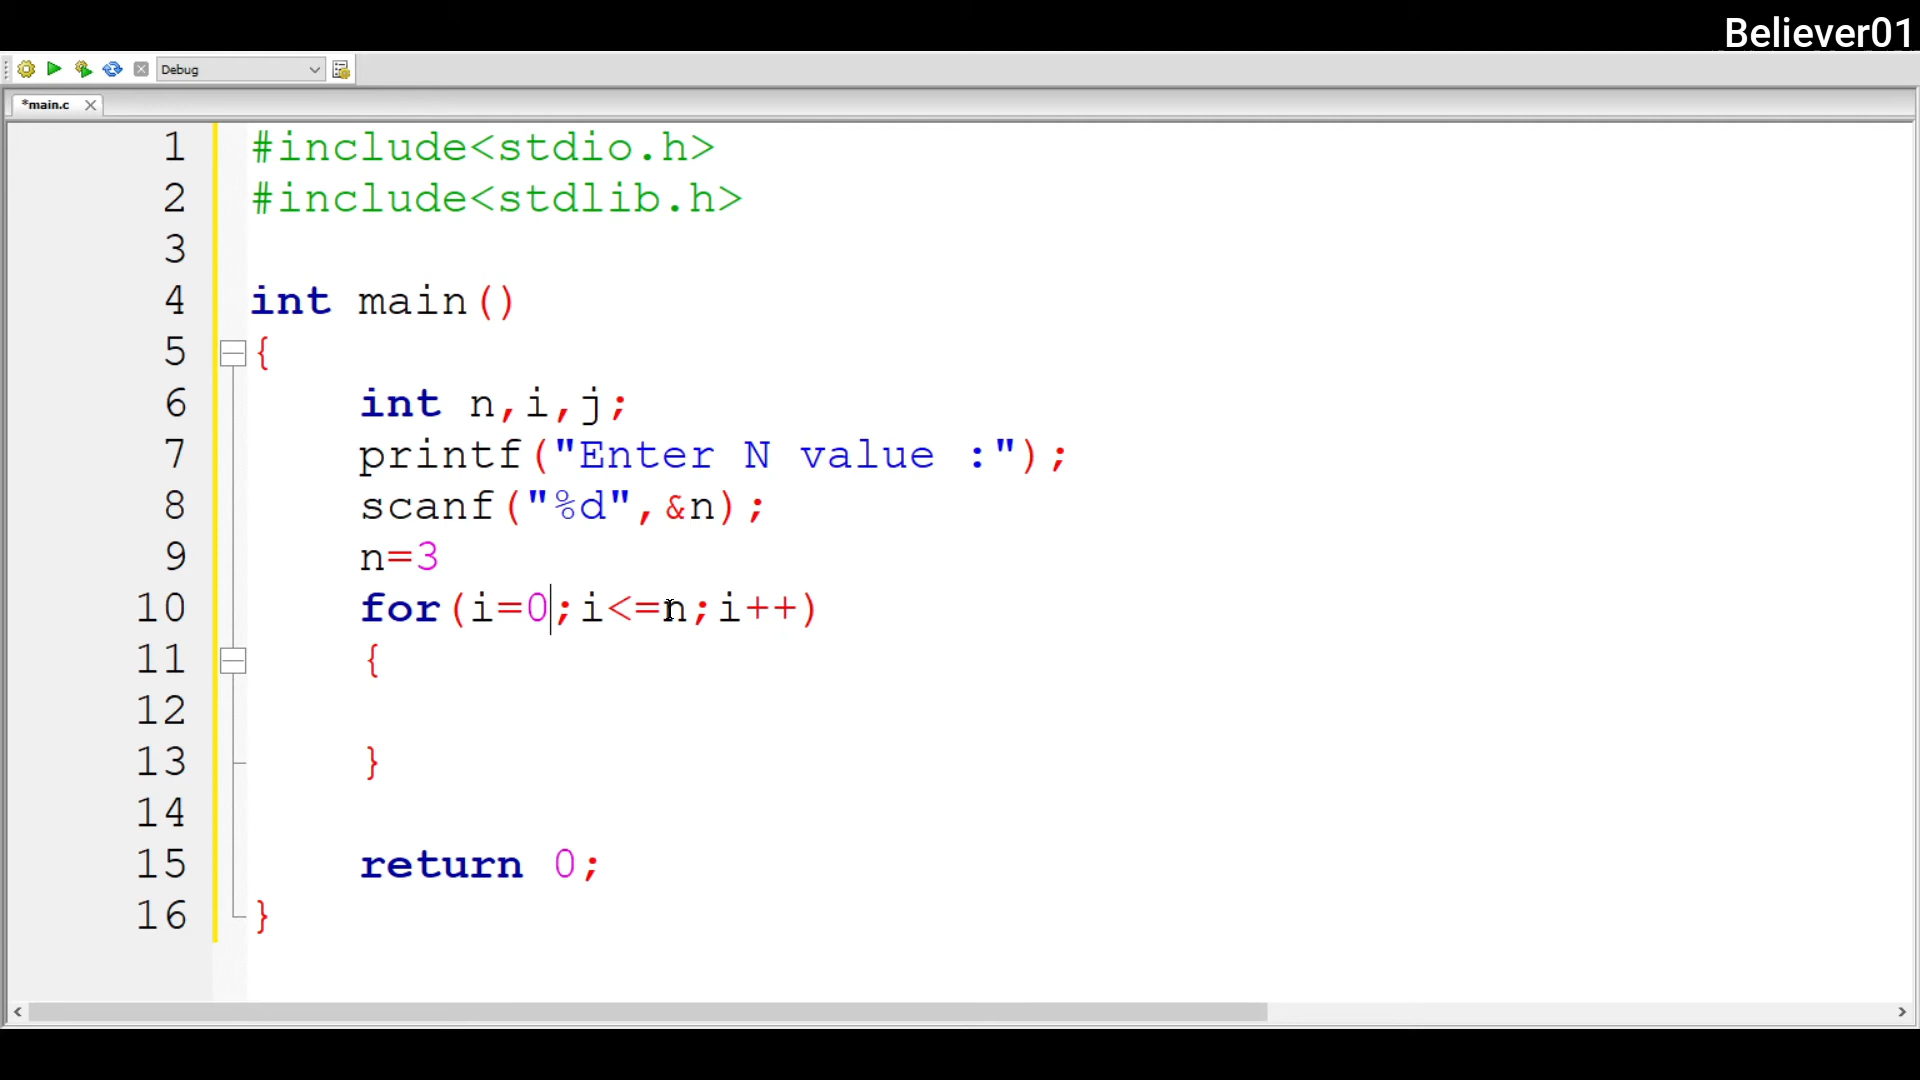 Believer01
Debug
*main.c
1 #include<stdio.h>
2 #include<stdlib.h>
3
4 int main()
5 {
6 int n,i,j;
7 printf("Enter N value :");
8 scanf("%d",&n);
9 n=3
10 for(i=0;i<=n;i++)
11 {
12
13 }
14
15 return 0;
16 }